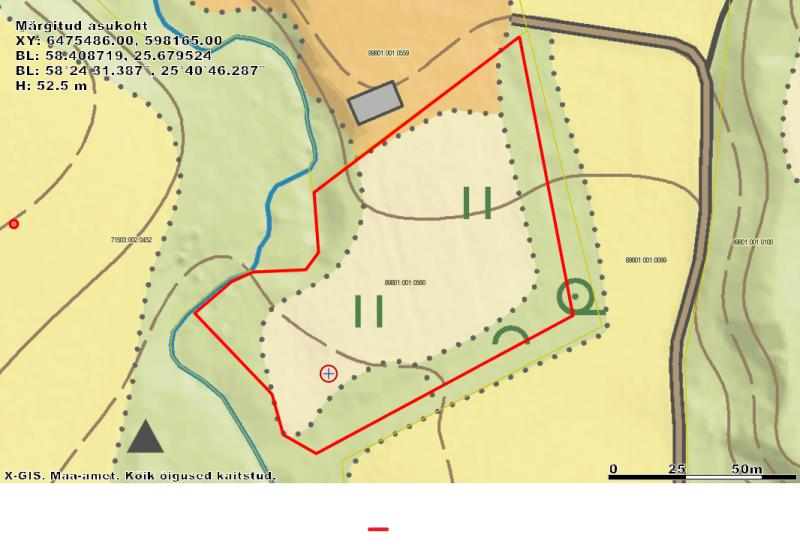 Märgitud asukoht
XY: 6475486.00, 598165.00
BL: 58.408719, 25.679524
BL: 58°24'31.387", 25°40'46.287"
H: 52.5 m
89801:001:0559
71503:002:0452
89801:001:0100
89801:001:0099
89801:001:0560
X-GIS. Maa-amet. Kõik õigused kaitstud.
0 25 50m